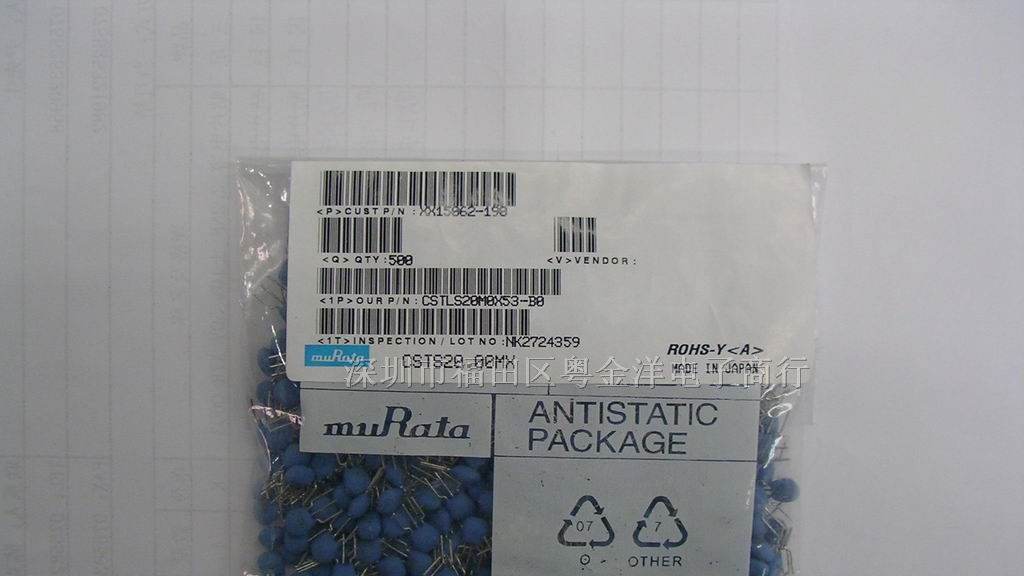 <P>CUST P/N : XX15062-190
<Q> QTY: 500
<V>VENDOR :
<1P>OUR P/N : CSTLS20M0X53-B0
<1T>INSPECTION / LOT NO : NK2724359
muRata CSTS20.00MX
ROHS-Y<A>
MADE IN JAPAN
深圳市福田区粤金洋电子商行
muRata
ANTISTATIC
PACKAGE
07 7
O OTHER